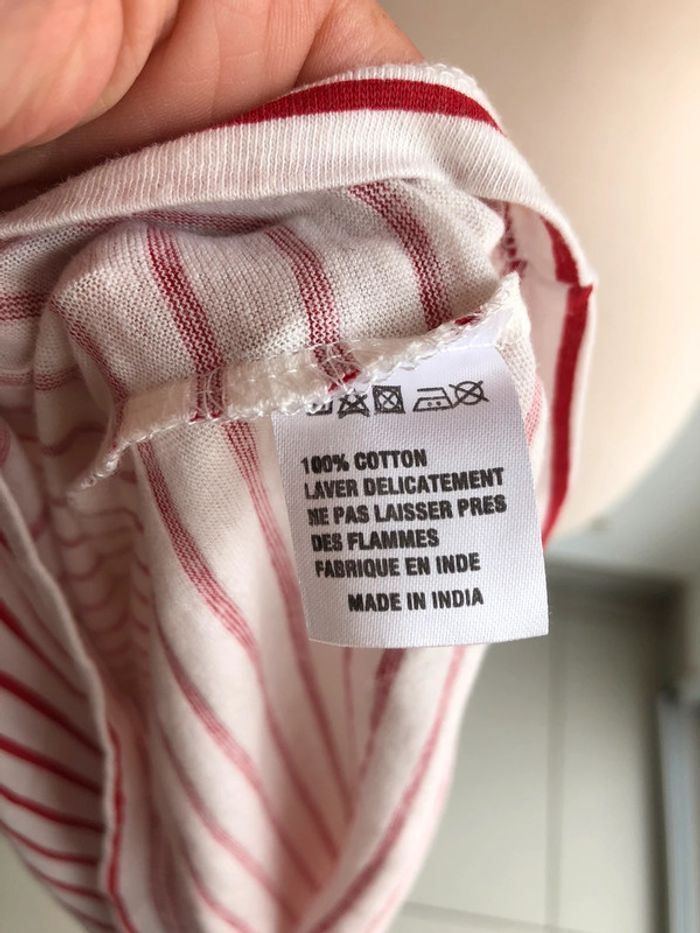 100% COTTON
LAVER DELICATEMENT
NE PAS LAISSER PRES
DES FLAMMES
FABRIQUE EN INDE
MADE IN INDIA